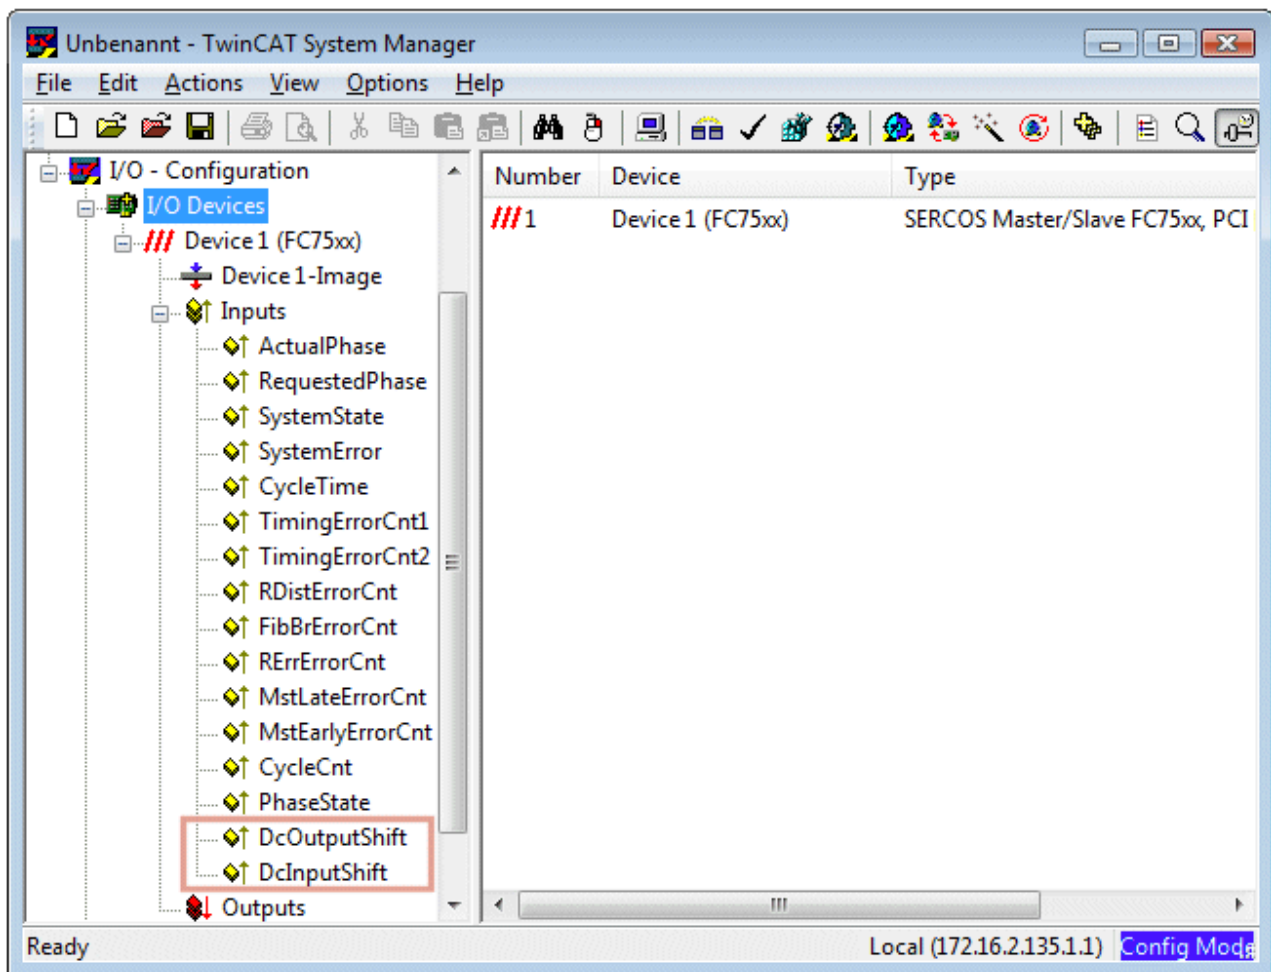 Unbenannt - TwinCAT System Manager
File Edit Actions View Options Help
I/O - Configuration
I/O Devices
Device 1 (FC75xx)
Device 1-Image
Inputs
ActualPhase
RequestedPhase
SystemState
SystemError
CycleTime
TimingErrorCnt1
TimingErrorCnt2
RDistErrorCnt
FibBrErrorCnt
RErrErrorCnt
MstLateErrorCnt
MstEarlyErrorCnt
CycleCnt
PhaseState
DcOutputShift
DcInputShift
Outputs
Number Device Type
1 Device 1 (FC75xx) SERCOS Master/Slave FC75xx, PCI
Ready Local (172.16.2.135.1.1) Config Mode